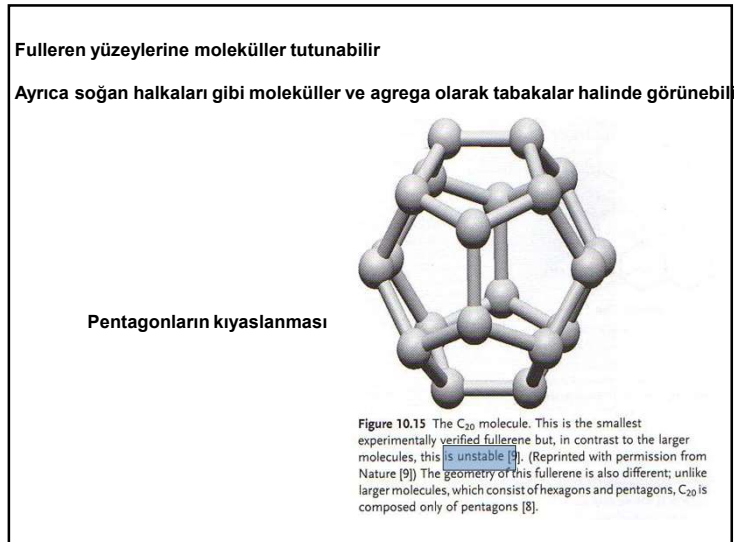 Fulleren yüzeylerine moleküller tutunabilir
Ayrıca soğan halkaları gibi moleküller ve agrega olarak tabakalar halinde görünebili
Pentagonların kıyaslanması
Figure 10.15 The C₂₀ molecule. This is the smallest
experimentally verified fullerene but, in contrast to the larger
molecules, this is unstable [9]. (Reprinted with permission from
Nature [9]) The geometry of this fullerene is also different; unlike
larger molecules, which consist of hexagons and pentagons, C₂₀ is
composed only of pentagons [8].